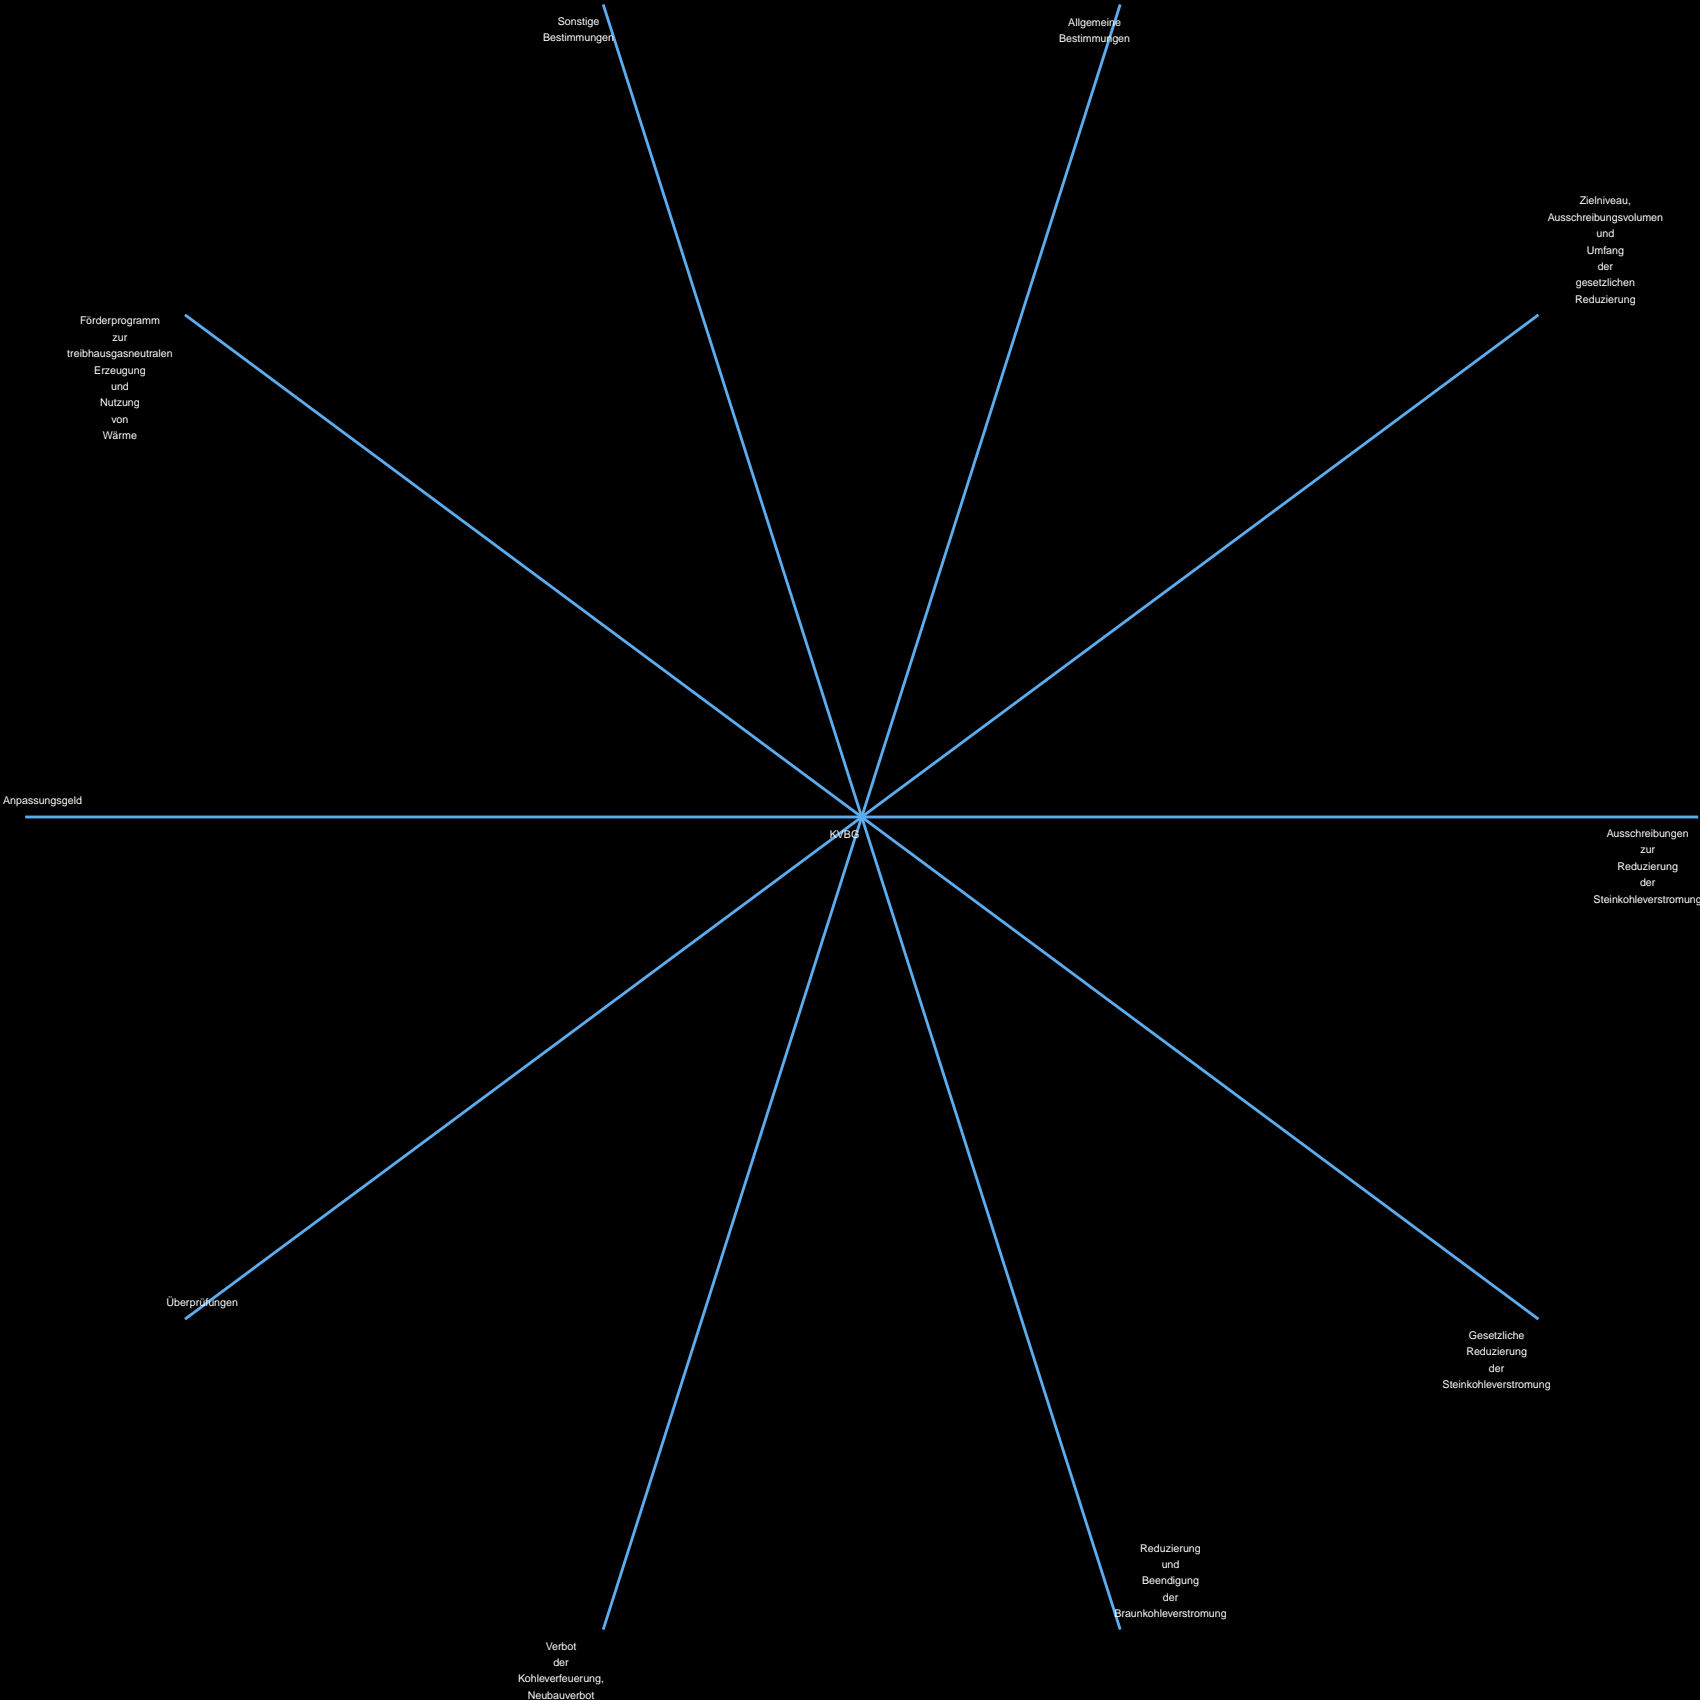 Sonstige
Bestimmungen
Allgemeine
Bestimmungen
Zielniveau,
Ausschreibungsvolumen
und
Umfang
der
gesetzlichen
Reduzierung
Förderprogramm
zur
treibhausgasneutralen
Erzeugung
und
Nutzung
von
Wärme
Anpassungsgeld
KVBG
Ausschreibungen
zur
Reduzierung
der
Steinkohleverstromung
Überprüfungen
Gesetzliche
Reduzierung
der
Steinkohleverstromung
Reduzierung
und
Beendigung
der
Braunkohleverstromung
Verbot
der
Kohleverfeuerung,
Neubauverbot